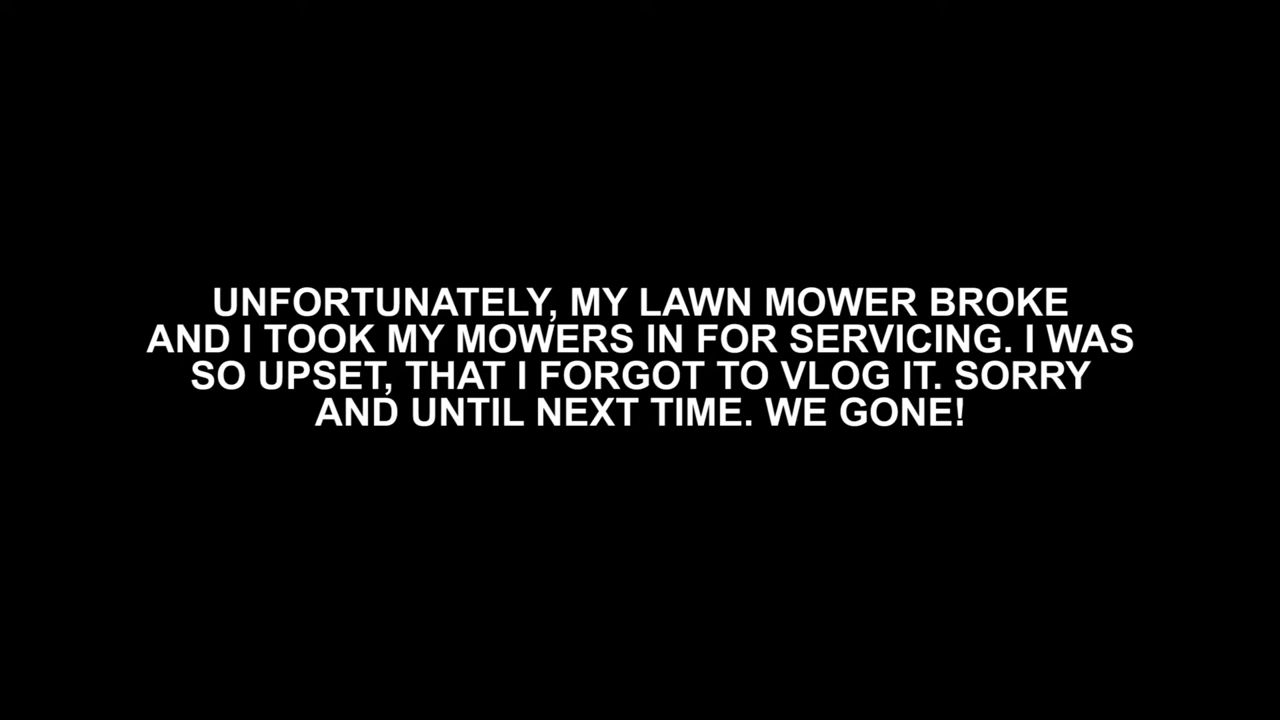 UNFORTUNATELY, MY LAWN MOWER BROKE
AND I TOOK MY MOWERS IN FOR SERVICING. I WAS
SO UPSET, THAT I FORGOT TO VLOG IT. SORRY
AND UNTIL NEXT TIME. WE GONE!